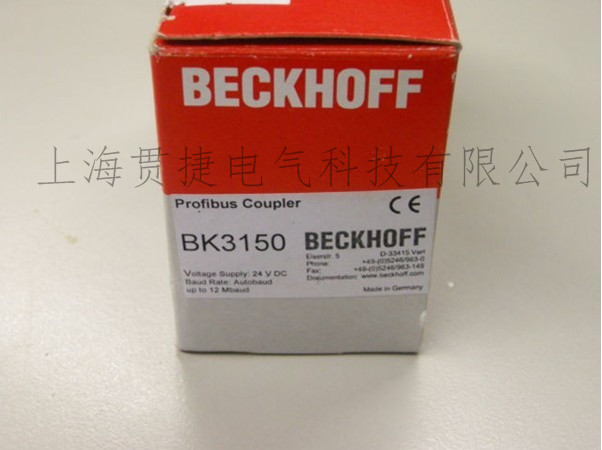 BECKHOFF
上海贯捷电气科技有限公司
Profibus Coupler
CE
BK3150
BECKHOFF
Eiserstr. 5 D-33415 Verl
Phone: +49-(0)5246/963-0
Fax: +49-(0)5246/963-149
Documentation: www.beckhoff.com
Voltage Supply: 24 V DC
Baud Rate: Autobaud
up to 12 Mbaud
Made in Germany